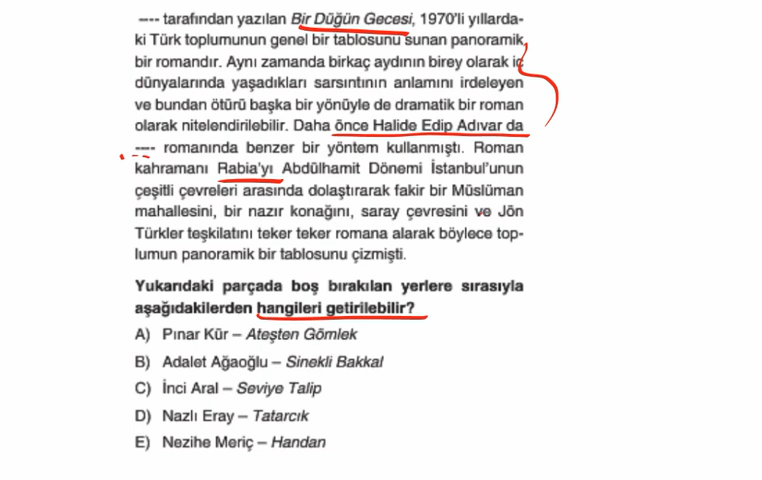 ---- tarafından yazılan Bir Düğün Gecesi, 1970'li yıllarda-
ki Türk toplumunun genel bir tablosunu sunan panoramik
bir romandır. Aynı zamanda birkaç aydının birey olarak iç
dünyalarında yaşadıkları sarsıntının anlamını irdeleyen
ve bundan ötürü başka bir yönüyle de dramatik bir roman
olarak nitelendirilebilir. Daha önce Halide Edip Adıvar da
---- romanında benzer bir yöntem kullanmıştı. Roman
kahramanı Rabia'yı Abdülhamit Dönemi İstanbul'unun
çeşitli çevreleri arasında dolaştırarak fakir bir Müslüman
mahallesini, bir nazır konağını, saray çevresini ve Jön
Türkler teşkilatını teker teker romana alarak böylece top-
lumun panoramik bir tablosunu çizmişti.
Yukarıdaki parçada boş bırakılan yerlere sırasıyla
aşağıdakilerden hangileri getirilebilir?
A) Pınar Kür – Ateşten Gömlek
B) Adalet Ağaoğlu – Sinekli Bakkal
C) İnci Aral – Seviye Talip
D) Nazlı Eray – Tatarcık
E) Nezihe Meriç – Handan